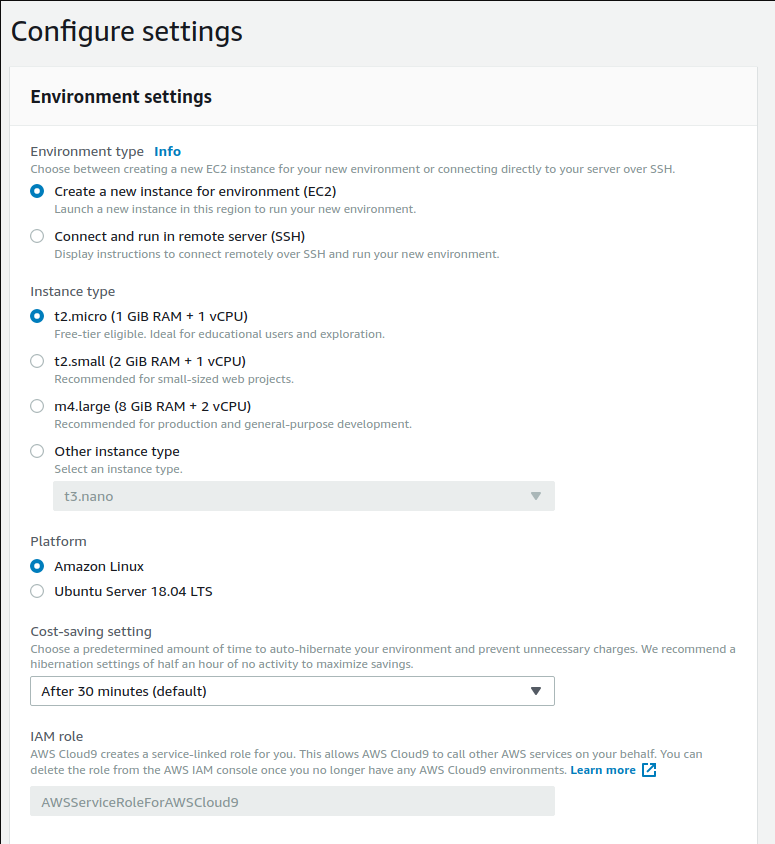 Configure settings
Environment settings
Environment type Info
Choose between creating a new EC2 instance for your new environment or connecting directly to your server over SSH.
Create a new instance for environment (EC2)
Launch a new instance in this region to run your new environment.
Connect and run in remote server (SSH)
Display instructions to connect remotely over SSH and run your new environment.
Instance type
t2.micro (1 GiB RAM + 1 vCPU)
Free-tier eligible. Ideal for educational users and exploration.
t2.small (2 GiB RAM + 1 vCPU)
Recommended for small-sized web projects.
m4.large (8 GiB RAM + 2 vCPU)
Recommended for production and general-purpose development.
Other instance type
Select an instance type.
t3.nano
Platform
Amazon Linux
Ubuntu Server 18.04 LTS
Cost-saving setting
Choose a predetermined amount of time to auto-hibernate your environment and prevent unnecessary charges. We recommend a
hibernation settings of half an hour of no activity to maximize savings.
After 30 minutes (default)
IAM role
AWS Cloud9 creates a service-linked role for you. This allows AWS Cloud9 to call other AWS services on your behalf. You can
delete the role from the AWS IAM console once you no longer have any AWS Cloud9 environments. Learn more
AWSServiceRoleForAWSCloud9